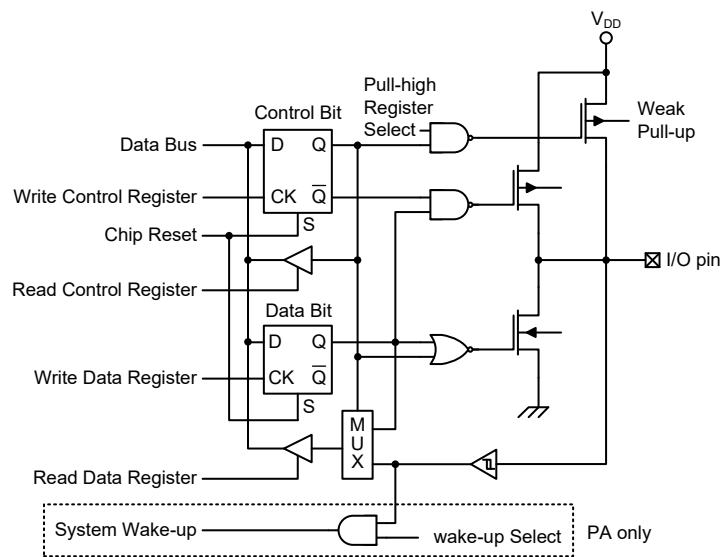 V_DD
Pull-high
Register
Select
Weak
Pull-up
Control Bit
Data Bus
D
Q
Write Control Register
CK
Q̅
Chip Reset
S
I/O pin
Read Control Register
Data Bit
D
Q
Write Data Register
CK
Q̅
S
M
U
X
Read Data Register
System Wake-up
wake-up Select
PA only